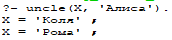 ?- uncle(X, 'Алиса').
X = 'Коля' ;
X = 'Рома' ;